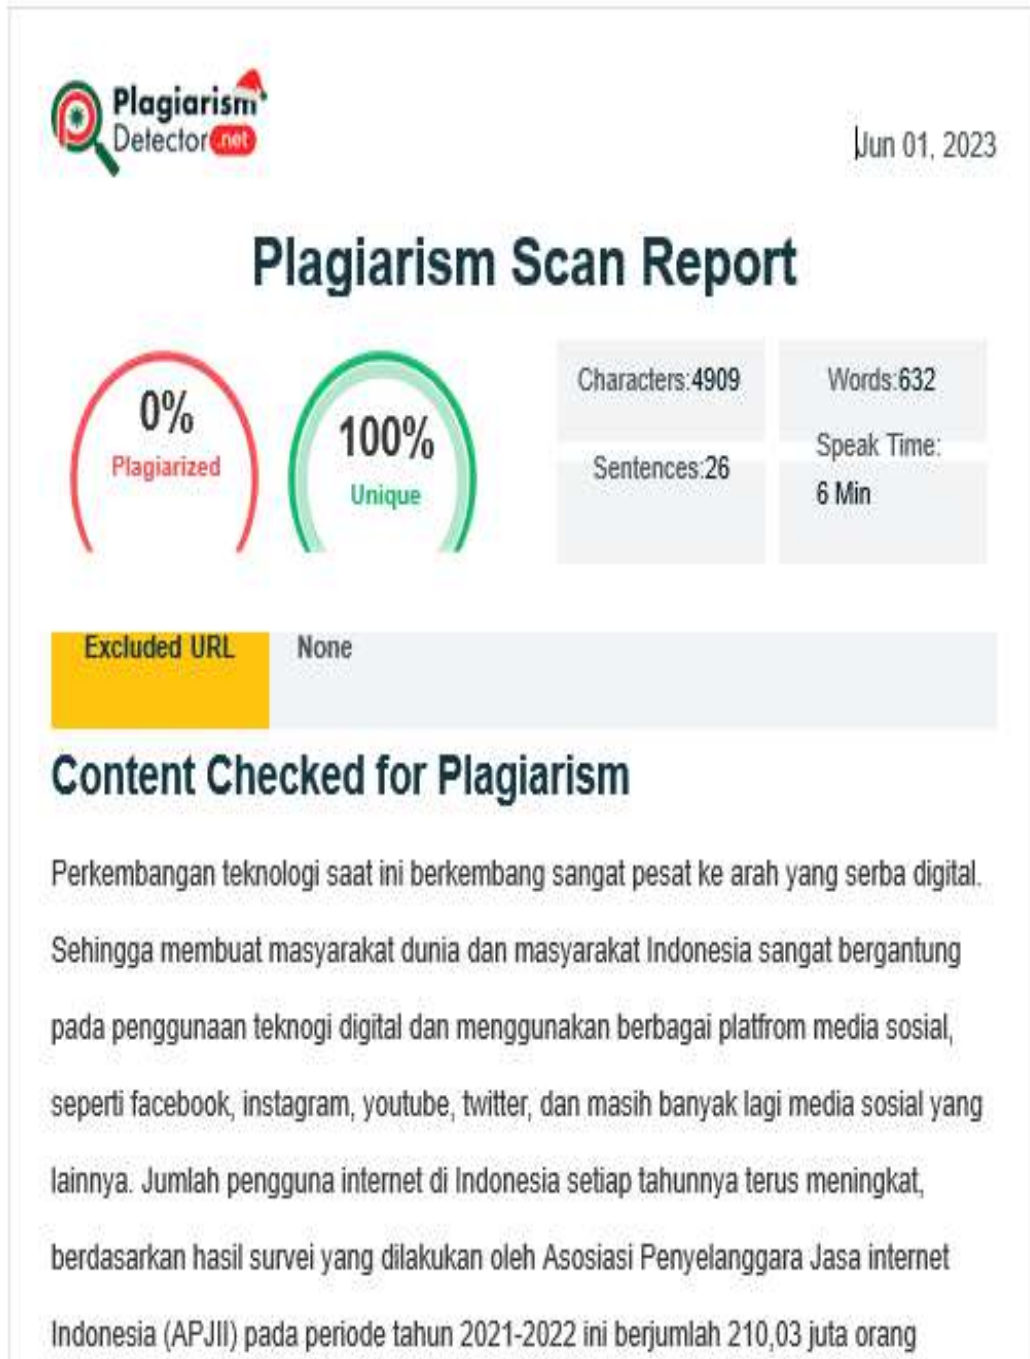 Plagiarism
Detector.net
Jun 01, 2023
Plagiarism Scan Report
0%
Plagiarized
100%
Unique
Characters:4909
Words:632
Sentences:26
Speak Time:
6 Min
Excluded URL
None
Content Checked for Plagiarism
Perkembangan teknologi saat ini berkembang sangat pesat ke arah yang serba digital.
Sehingga membuat masyarakat dunia dan masyarakat Indonesia sangat bergantung
pada penggunaan teknogi digital dan menggunakan berbagai platfrom media sosial,
seperti facebook, instagram, youtube, twitter, dan masih banyak lagi media sosial yang
lainnya. Jumlah pengguna internet di Indonesia setiap tahunnya terus meningkat,
berdasarkan hasil survei yang dilakukan oleh Asosiasi Penyelanggara Jasa internet
Indonesia (APJII) pada periode tahun 2021-2022 ini berjumlah 210,03 juta orang